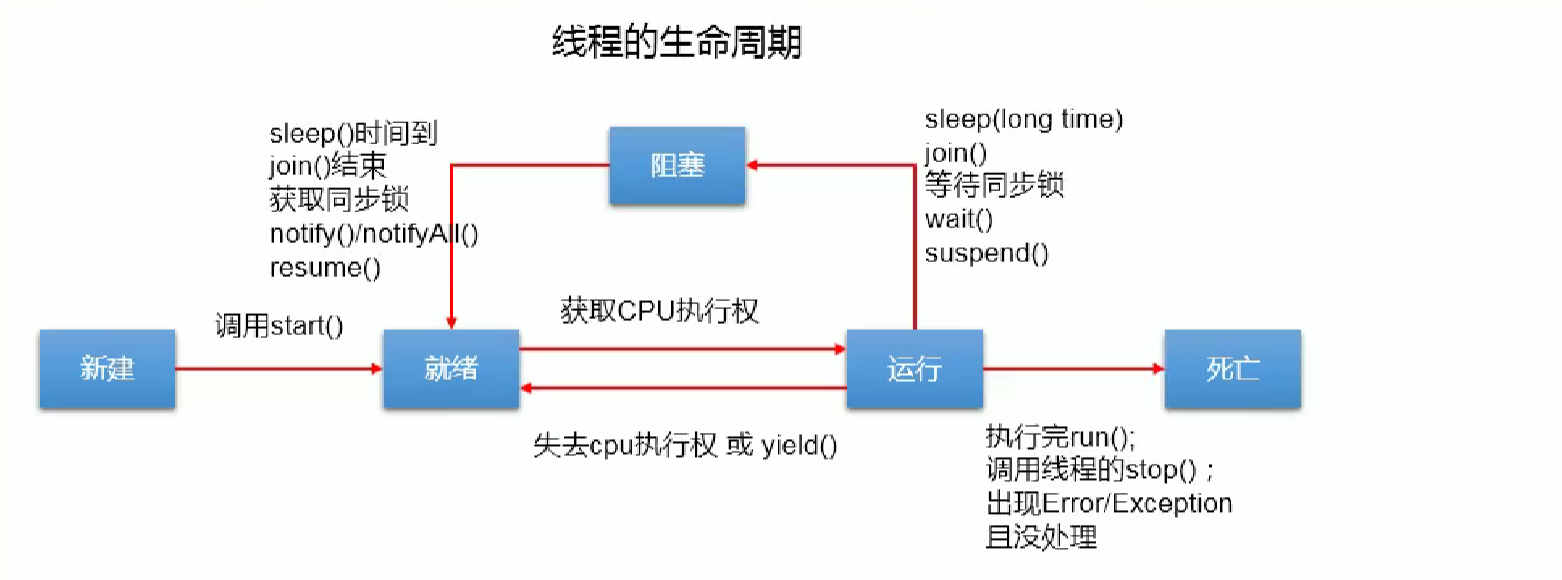 线程的生命周期
sleep()时间到
join()结束
获取同步锁
notify()/notifyAll()
resume()
阻塞
sleep(long time)
join()
等待同步锁
wait()
suspend()
调用start()
获取CPU执行权
新建
就绪
运行
死亡
失去cpu执行权 或 yield()
执行完run();
调用线程的stop()；
出现Error/Exception
且没处理